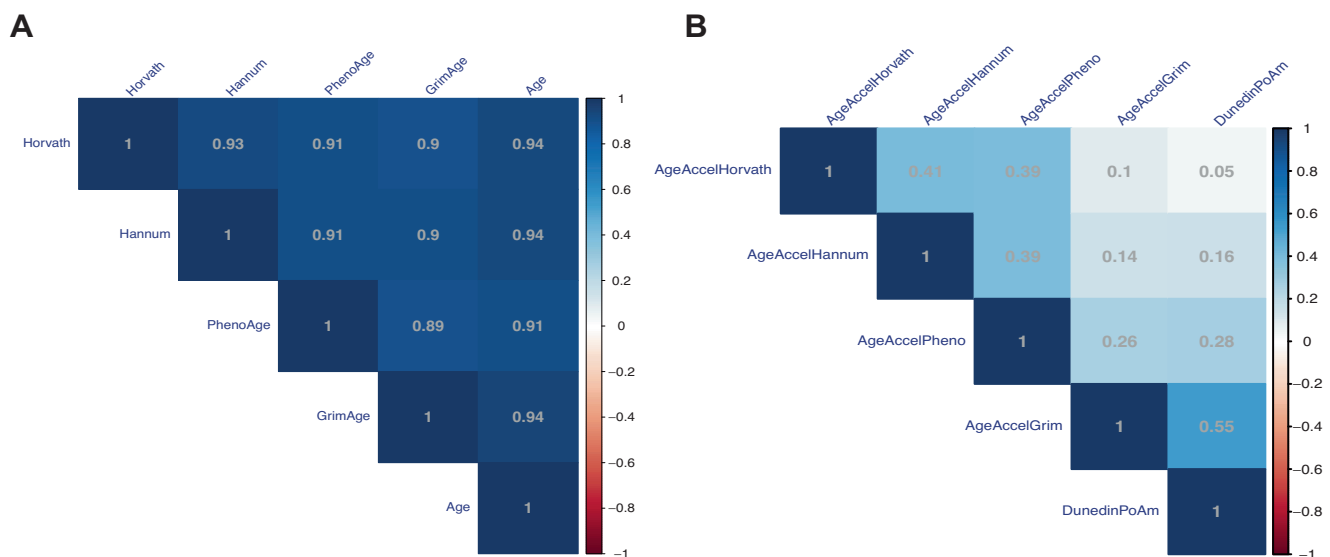 A
Horvath Hannum PhenoAge GrimAge Age
Horvath 1 0.93 0.91 0.9 0.94
Hannum 1 0.91 0.9 0.94
PhenoAge 1 0.89 0.91
GrimAge 1 0.94
Age 1
1
0.8
0.6
0.4
0.2
0
−0.2
−0.4
−0.6
−0.8
−1
B
AgeAccelHorvath AgeAccelHannum AgeAccelPheno AgeAccelGrim DunedinPoAm
AgeAccelHorvath 1 0.41 0.39 0.1 0.05
AgeAccelHannum 1 0.39 0.14 0.16
AgeAccelPheno 1 0.26 0.28
AgeAccelGrim 1 0.55
DunedinPoAm 1
1
0.8
0.6
0.4
0.2
0
−0.2
−0.4
−0.6
−0.8
−1